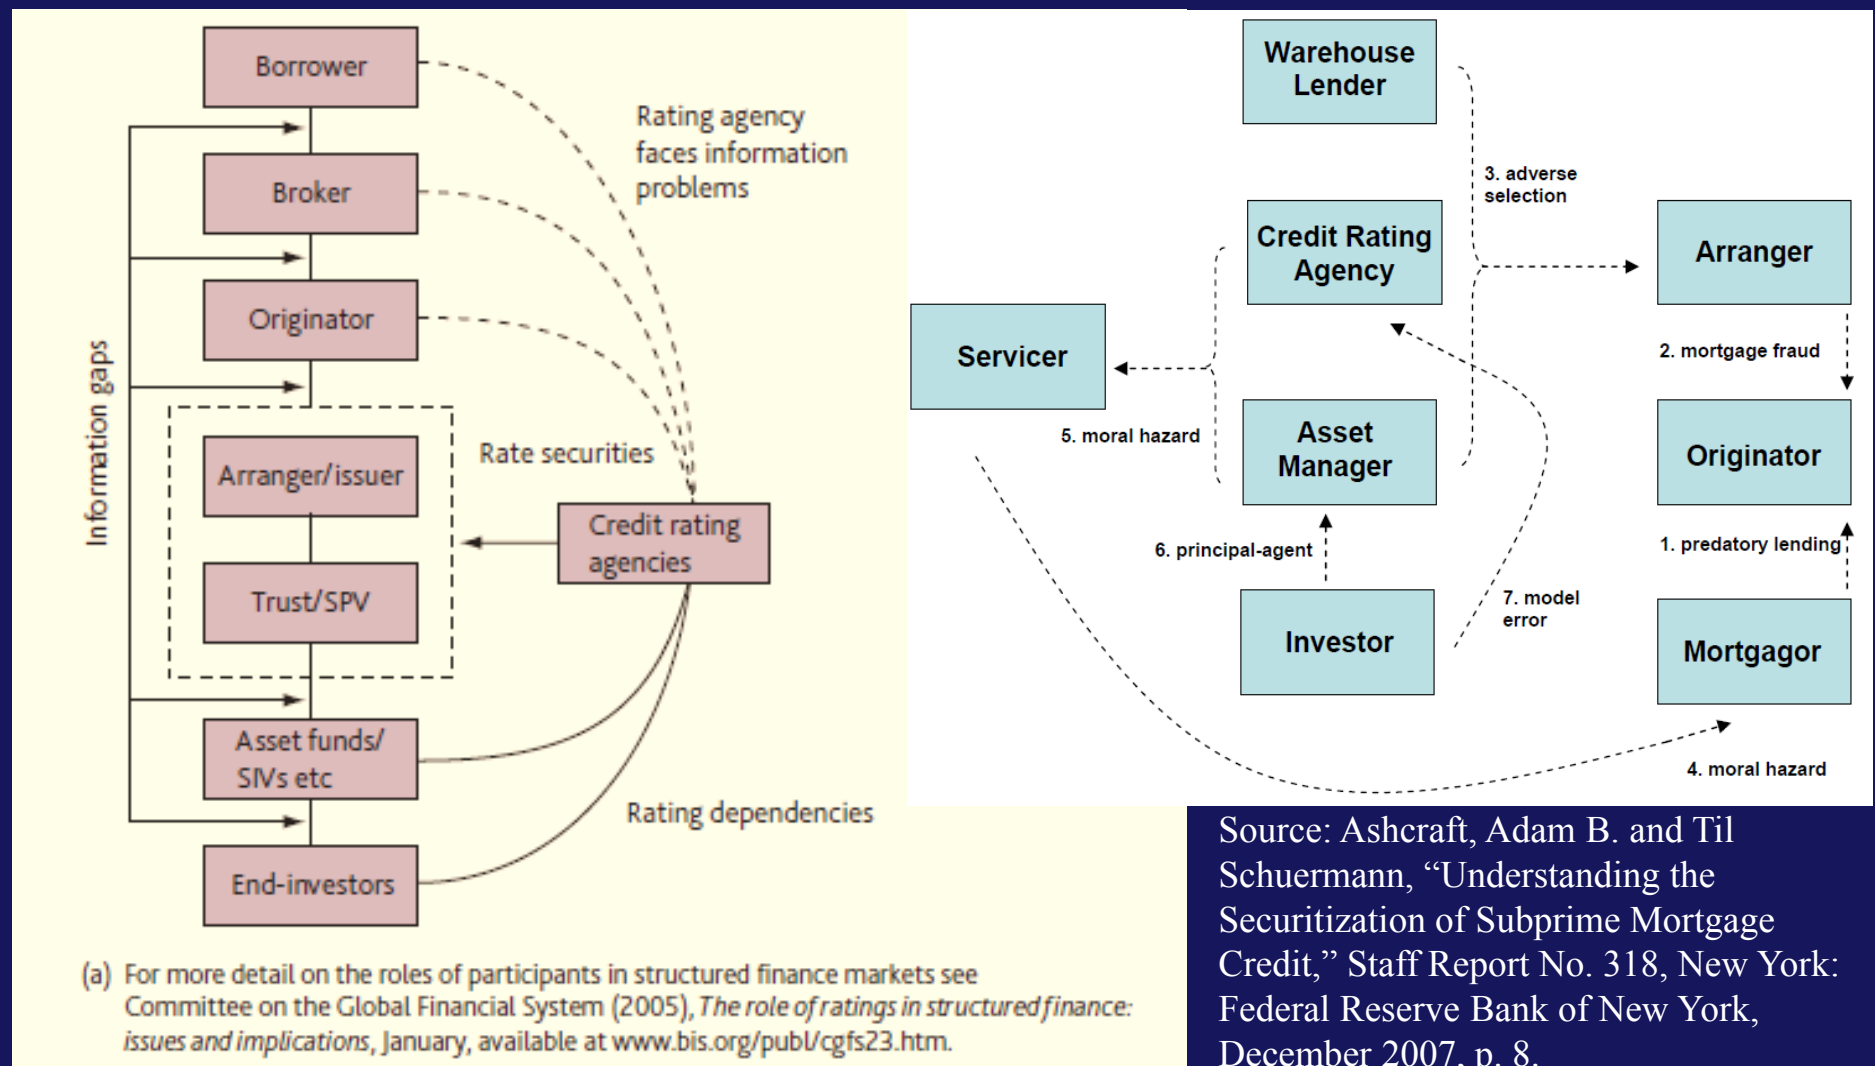 Borrower
Rating agency
faces information
problems
Broker
Originator
Information gaps
Arranger/issuer
Rate securities
Credit rating
agencies
Trust/SPV
Asset funds/
SIVs etc
Rating dependencies
End-investors
(a) For more detail on the roles of participants in structured finance markets see
Committee on the Global Financial System (2005), The role of ratings in structured finance:
issues and implications, January, available at www.bis.org/publ/cgfs23.htm.
Warehouse
Lender
3. adverse
selection
Credit Rating
Agency
Arranger
Servicer
2. mortgage fraud
5. moral hazard
Asset
Manager
Originator
6. principal-agent
1. predatory lending
7. model
error
Investor
Mortgagor
4. moral hazard
Source: Ashcraft, Adam B. and Til
Schuermann, “Understanding the
Securitization of Subprime Mortgage
Credit,” Staff Report No. 318, New York:
Federal Reserve Bank of New York,
December 2007, p. 8.